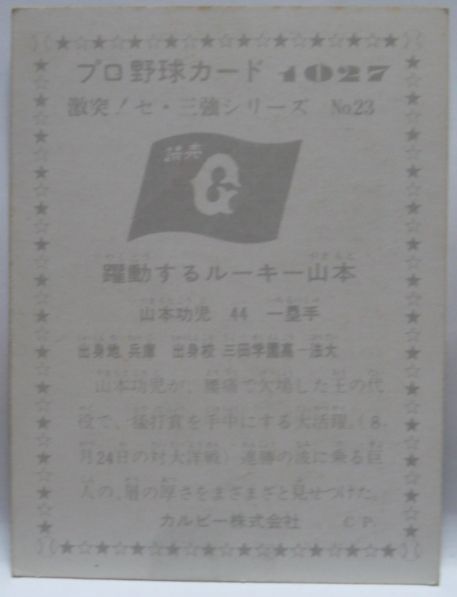 プロ野球カード 1027
激突!セ・三強シリーズ No.23
読売
G
躍動するルーキー山本
山本功児 44 一塁手
出身地 兵庫 出身校 三田学園高―法大
山本功児が、腰痛で欠場した王の代
役で、猛打賞を手中にする大活躍。(8
月24日の対大洋戦)連勝の波に乗る巨
人の、層の厚さをまざまざと見せつけた。
カルビー株式会社 C P